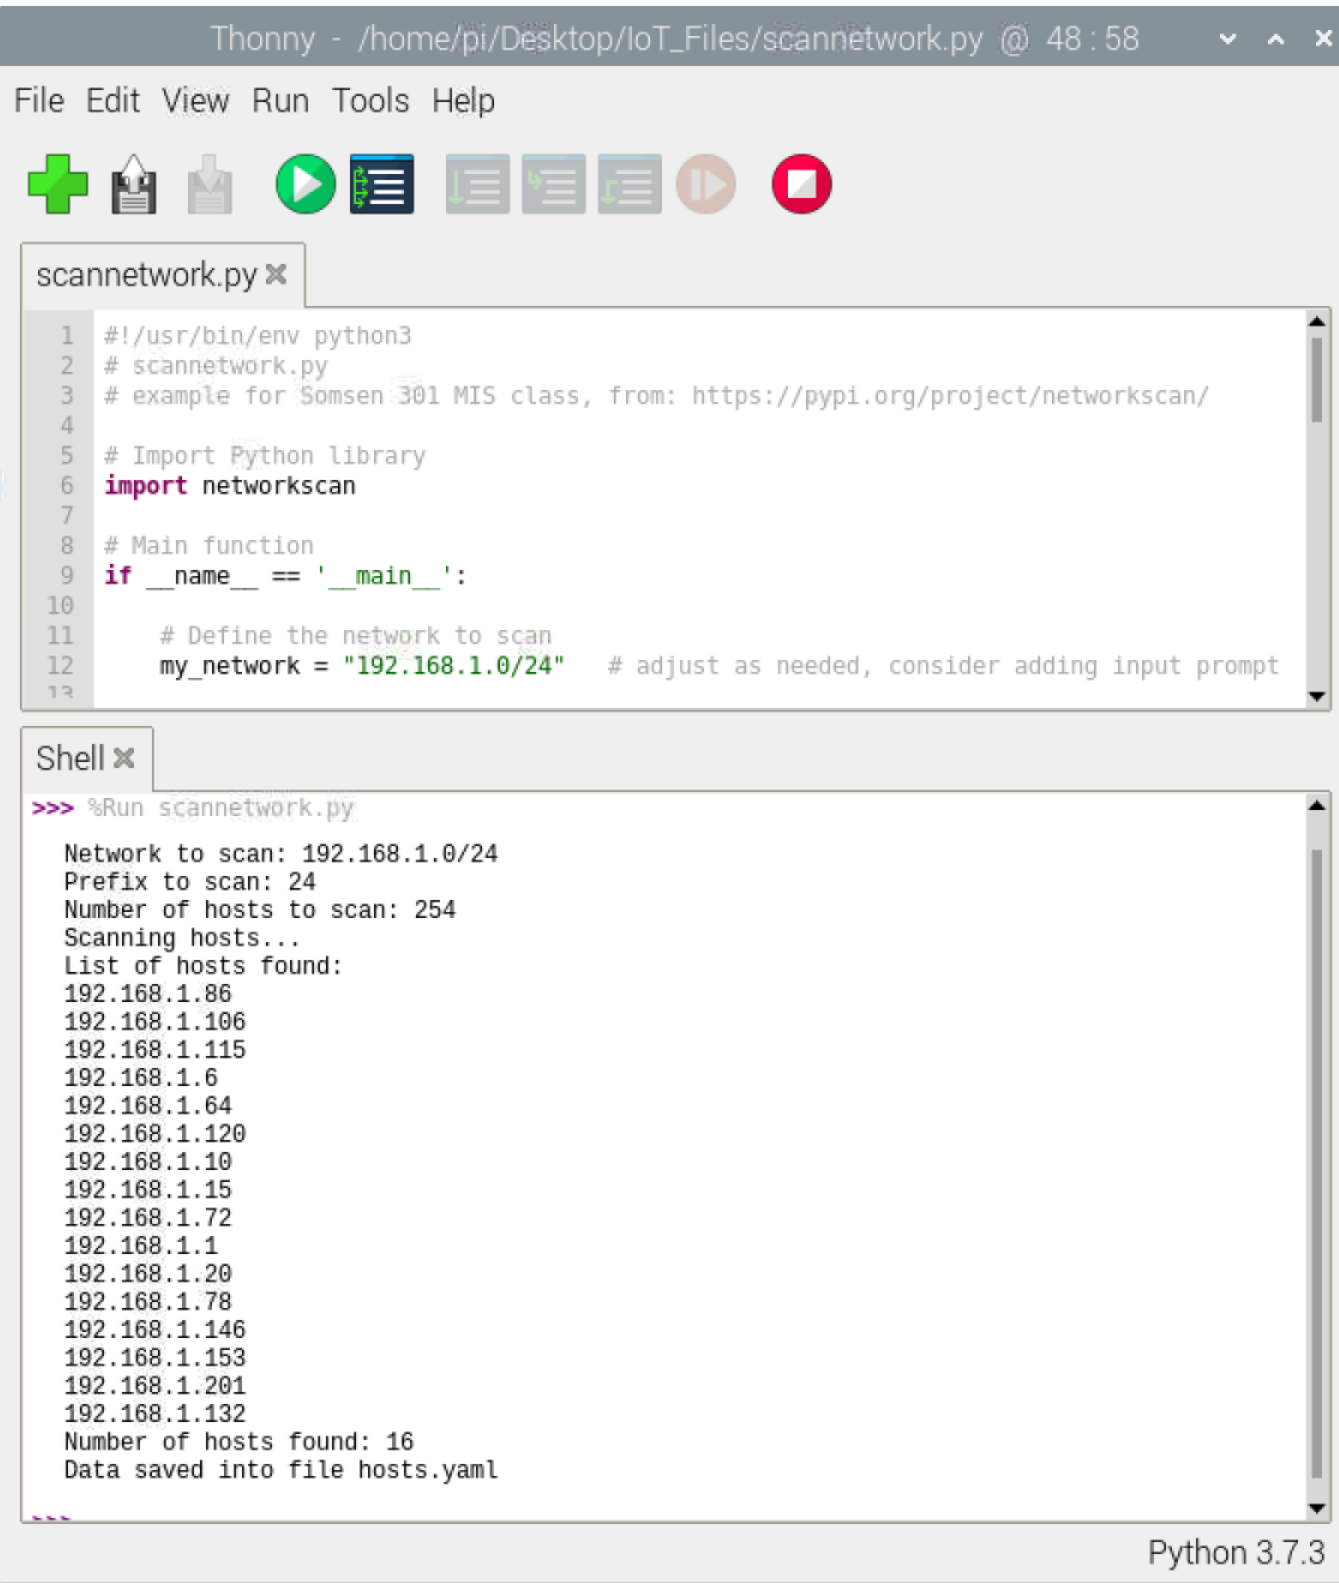 Thonny - /home/pi/Desktop/IoT_Files/scannetwork.py @ 48 : 58
File Edit View Run Tools Help
scannetwork.py
1 #!/usr/bin/env python3
2 # scannetwork.py
3 # example for Somsen 301 MIS class, from: https://pypi.org/project/networkscan/
4
5 # Import Python library
6 import networkscan
7
8 # Main function
9 if __name__ == '__main__':
10
11 # Define the network to scan
12 my_network = "192.168.1.0/24" # adjust as needed, consider adding input prompt
13
Shell
>>> %Run scannetwork.py
Network to scan: 192.168.1.0/24
Prefix to scan: 24
Number of hosts to scan: 254
Scanning hosts...
List of hosts found:
192.168.1.86
192.168.1.106
192.168.1.115
192.168.1.6
192.168.1.64
192.168.1.120
192.168.1.10
192.168.1.15
192.168.1.72
192.168.1.1
192.168.1.20
192.168.1.78
192.168.1.146
192.168.1.153
192.168.1.201
192.168.1.132
Number of hosts found: 16
Data saved into file hosts.yaml
>>>
Python 3.7.3